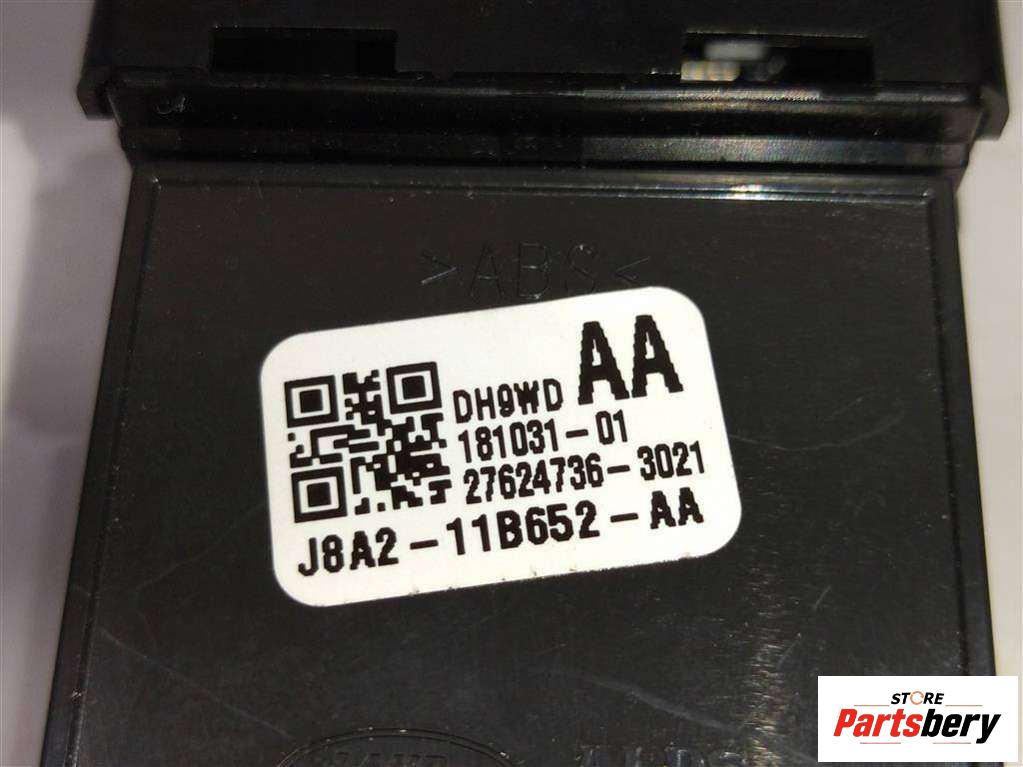 >ABS<
DH9WD AA
181031-01
27624736-3021
J8A2-11B652-AA
STORE
Partsbery